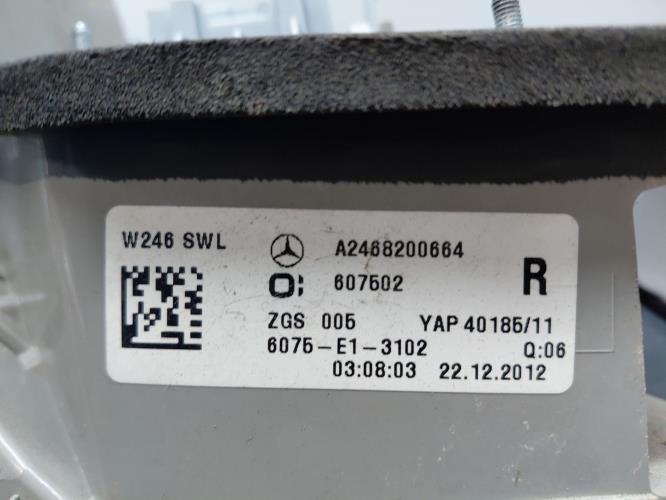 W246 SWL
A2468200664
607502
R
ZGS 005 YAP 40185/11
6075-E1-3102 Q:06
03:08:03 22.12.2012